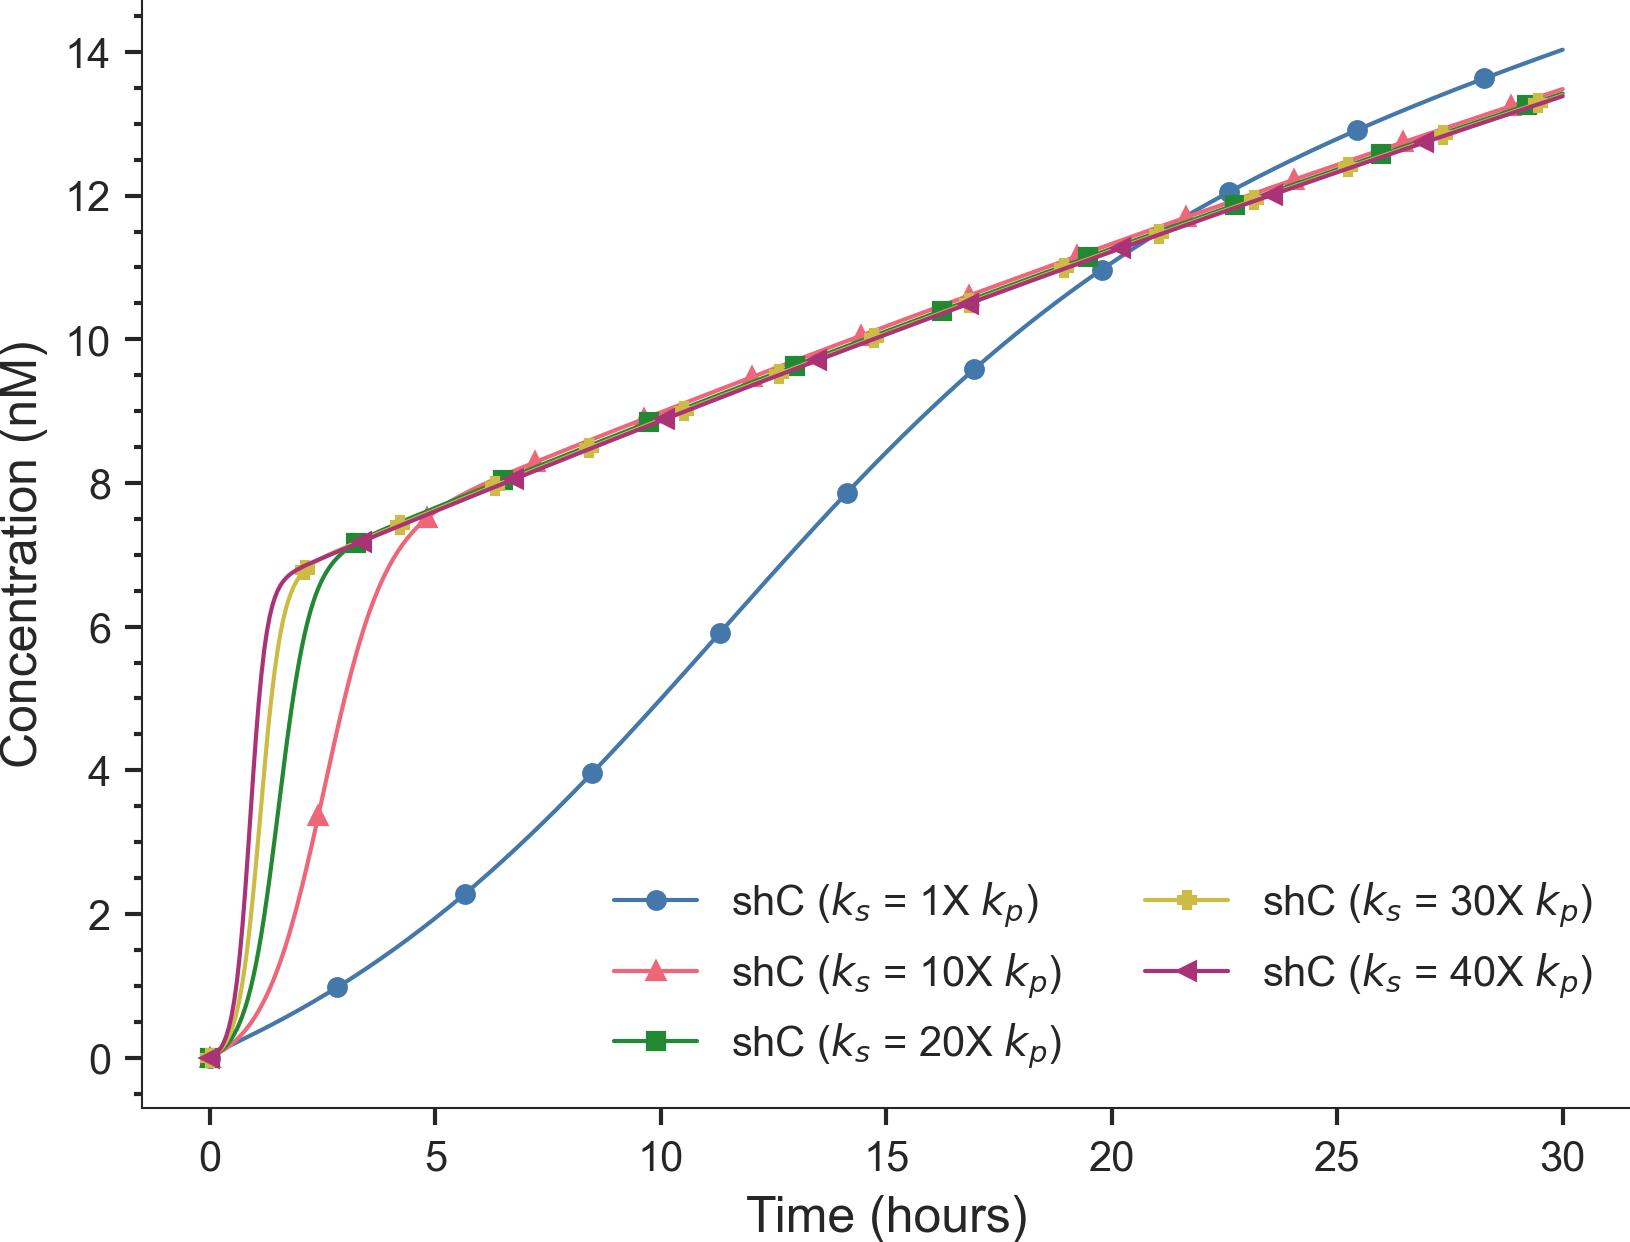 Concentration (nM)
14
12
10
8
6
4
2
0
shC (kₛ = 1X kₚ)
shC (kₛ = 10X kₚ)
shC (kₛ = 20X kₚ)
shC (kₛ = 30X kₚ)
shC (kₛ = 40X kₚ)
0 5 10 15 20 25 30
Time (hours)